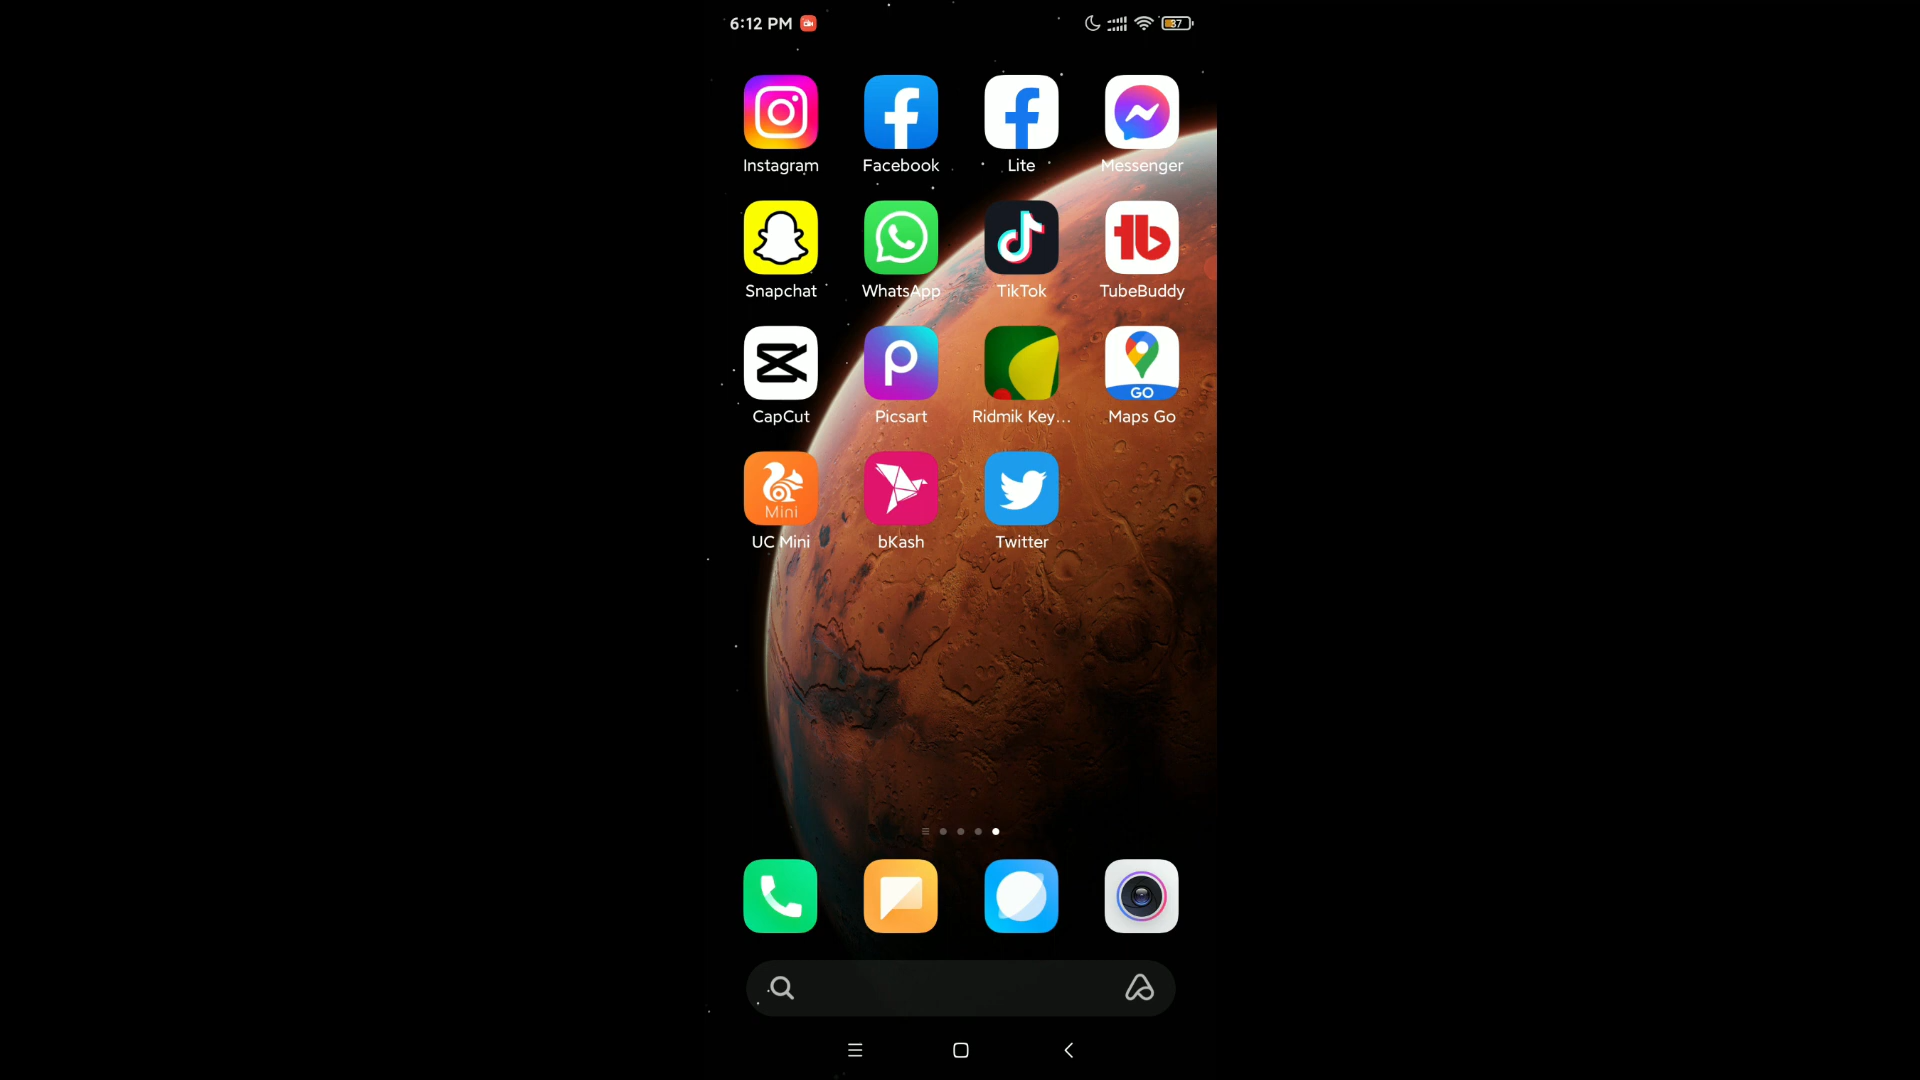 6:12 PM
37
Instagram
Facebook
Lite
Messenger
Snapchat
WhatsApp
TikTok
TubeBuddy
GO
CapCut
Picsart
Ridmik Key...
Maps Go
Mini
UC Mini
bKash
Twitter